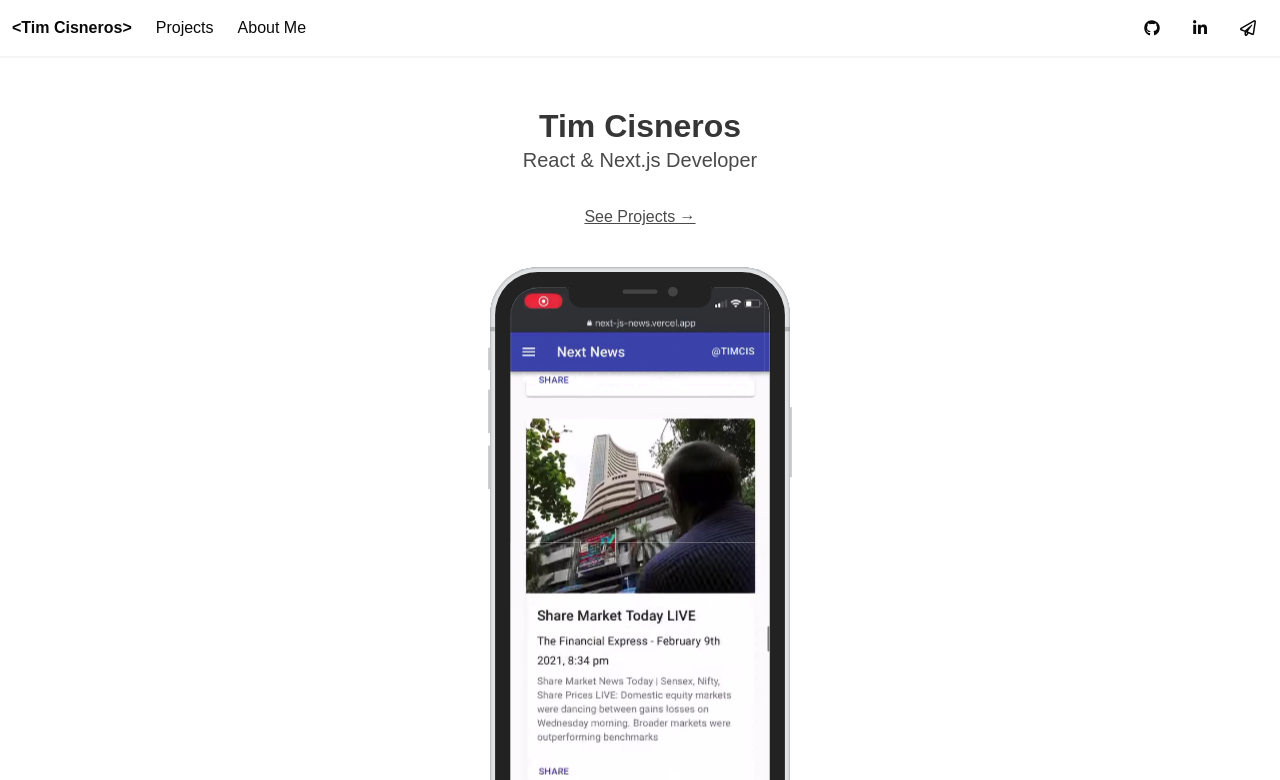 <Tim Cisneros> Projects About Me
Tim Cisneros
React & Next.js Developer
See Projects →
next-js-news.vercel.app
Next News @TIMCIS
SHARE
Share Market Today LIVE
The Financial Express - February 9th
2021, 8:34 pm
Share Market News Today | Sensex, Nifty,
Share Prices LIVE: Domestic equity markets
were dancing between gains losses on
Wednesday morning. Broader markets were
outperforming benchmarks
SHARE